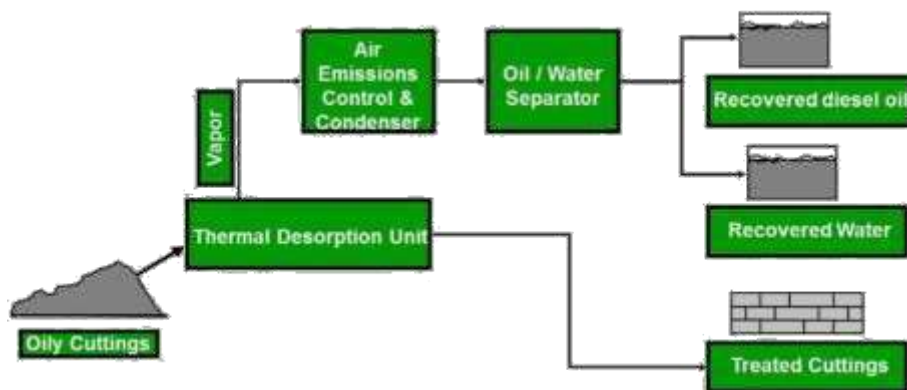 Air
Emissions
Control &
Condenser
Oil / Water
Separator
Recovered diesel oil
Vapor
Recovered Water
Thermal Desorption Unit
Oily Cuttings
Treated Cuttings